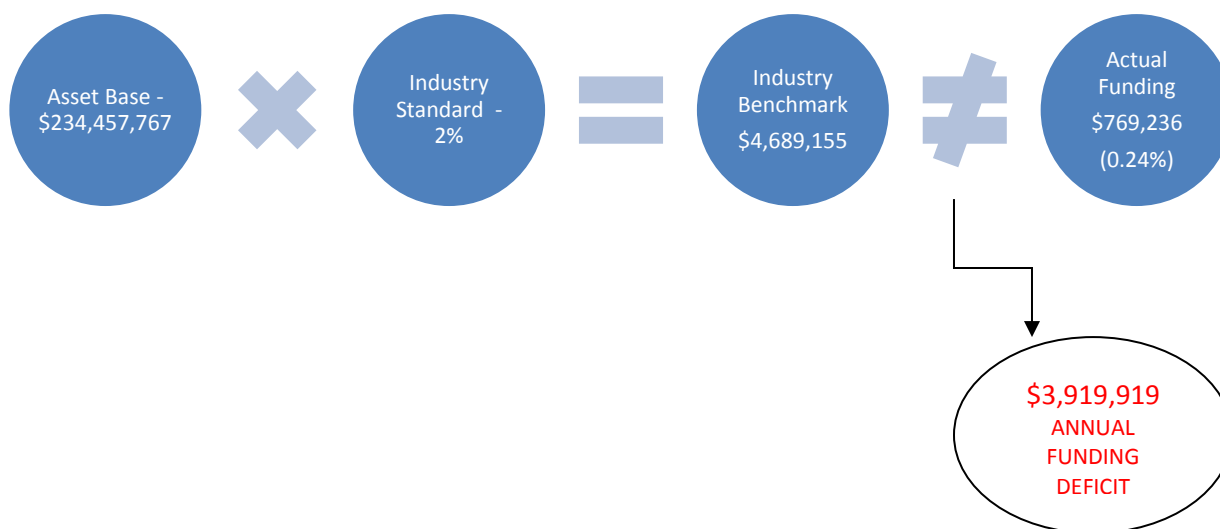 Asset Base -
$234,457,767
Industry
Standard -
2%
Industry
Benchmark
$4,689,155
Actual
Funding
$769,236
(0.24%)
$3,919,919
ANNUAL
FUNDING
DEFICIT